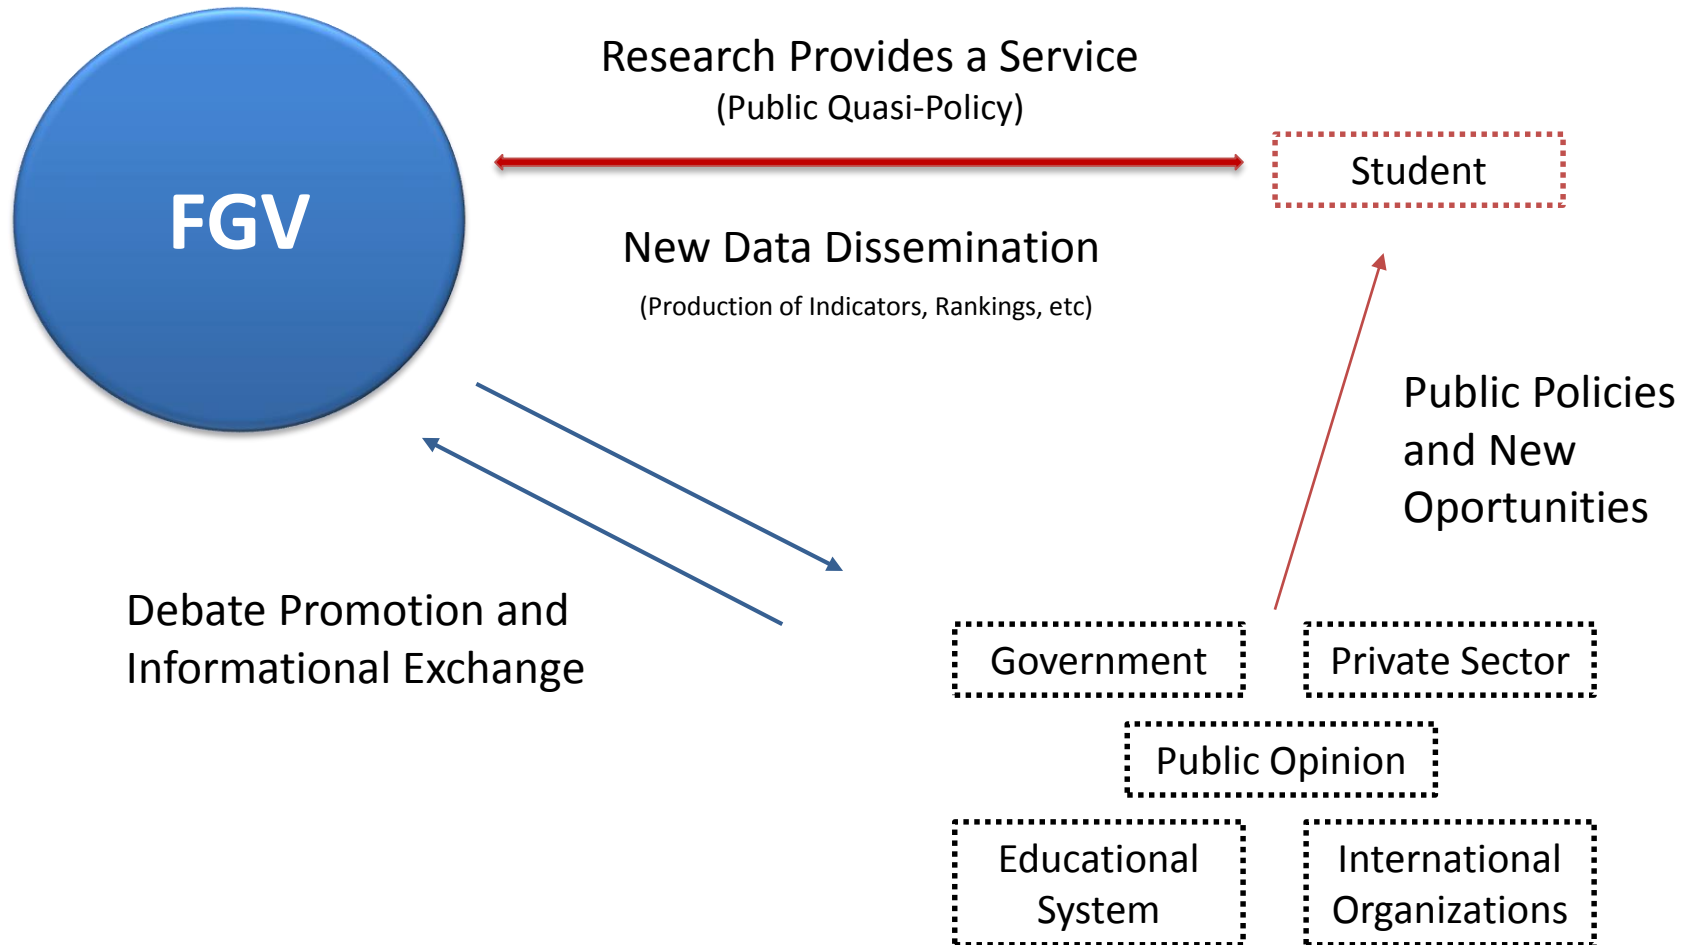 Research Provides a Service
(Public Quasi-Policy)
Student
FGV
New Data Dissemination
(Production of Indicators, Rankings, etc)
Public Policies
and New
Oportunities
Debate Promotion and
Informational Exchange
Government
Private Sector
Public Opinion
Educational
System
International
Organizations